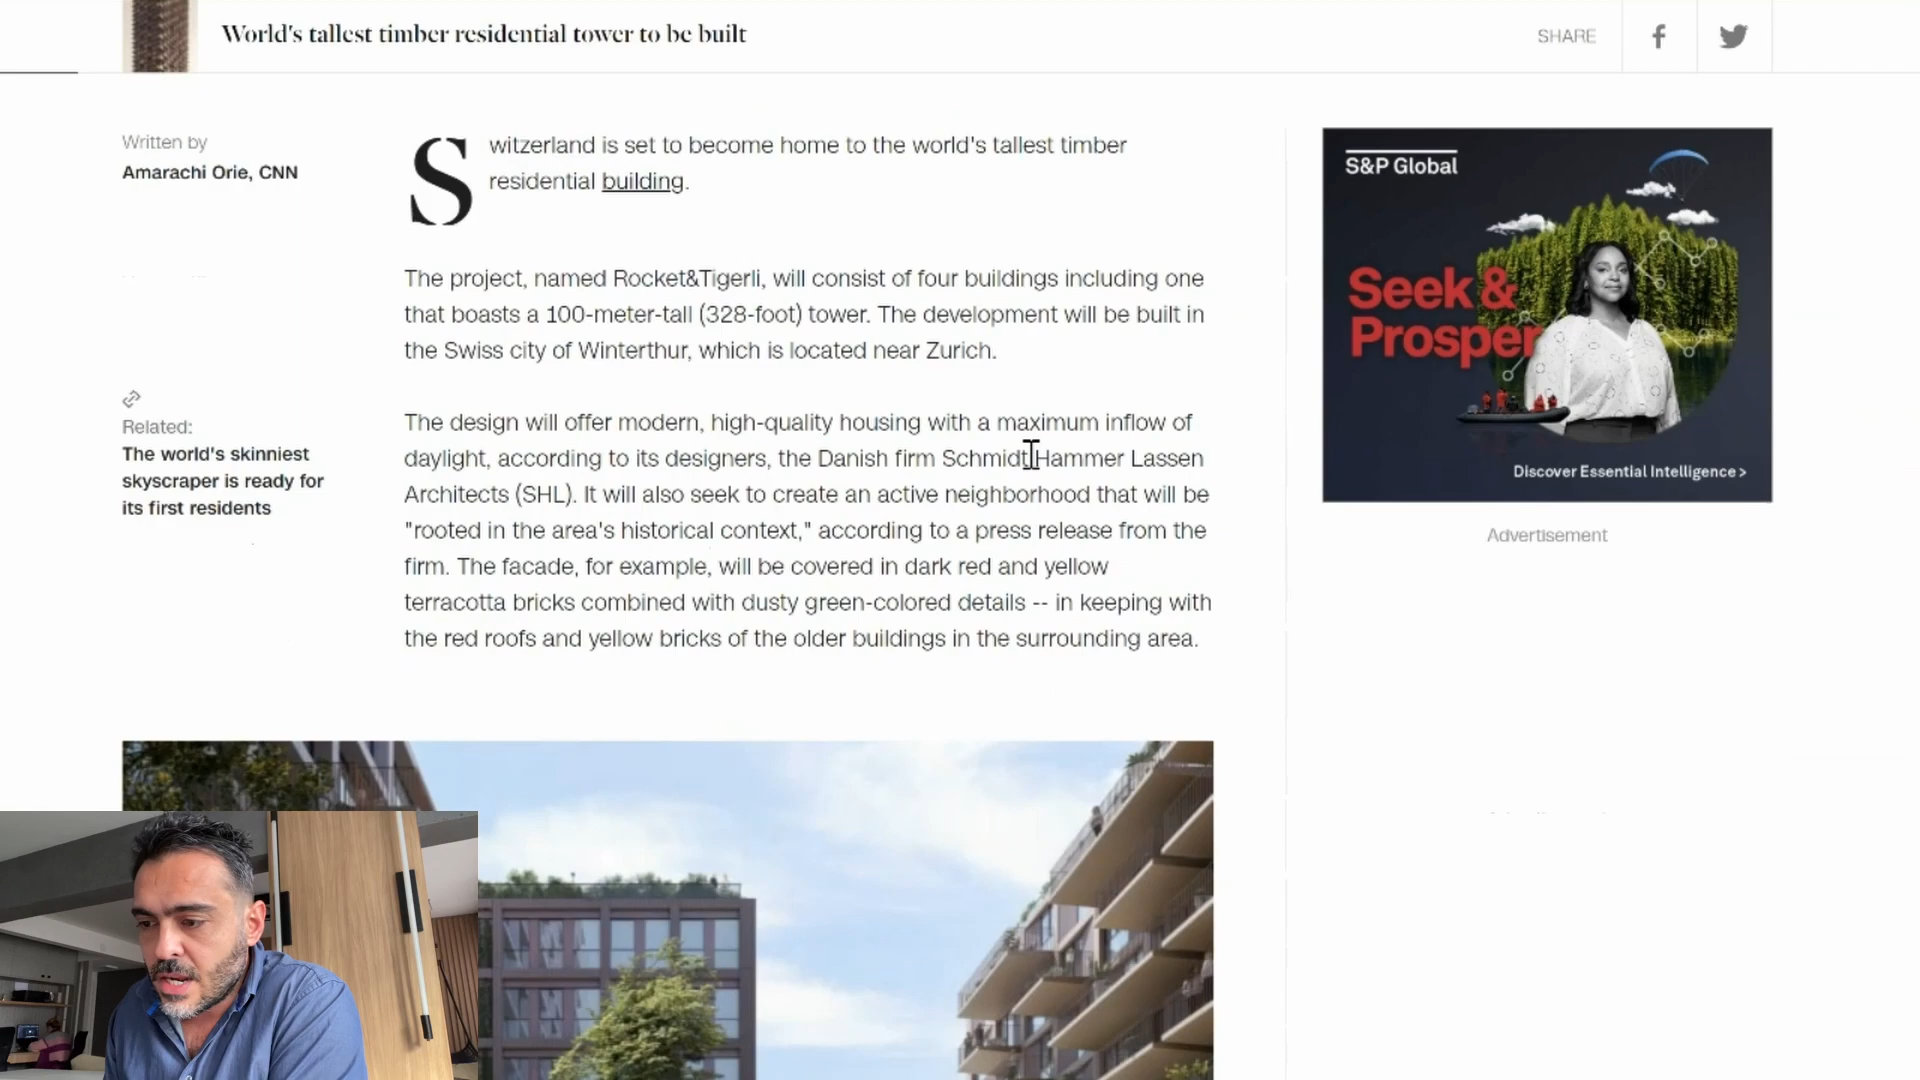 World's tallest timber residential tower to be built
SHARE
Written by
Amarachi Orie, CNN
Switzerland is set to become home to the world's tallest timber
residential building.
The project, named Rocket&Tigerli, will consist of four buildings including one
that boasts a 100-meter-tall (328-foot) tower. The development will be built in
the Swiss city of Winterthur, which is located near Zurich.
Related:
The world's skinniest
skyscraper is ready for
its first residents
The design will offer modern, high-quality housing with a maximum inflow of
daylight, according to its designers, the Danish firm Schmidt Hammer Lassen
Architects (SHL). It will also seek to create an active neighborhood that will be
"rooted in the area's historical context," according to a press release from the
firm. The facade, for example, will be covered in dark red and yellow
terracotta bricks combined with dusty green-colored details -- in keeping with
the red roofs and yellow bricks of the older buildings in the surrounding area.
S&P Global
Seek &
Prosper
Discover Essential Intelligence >
Advertisement